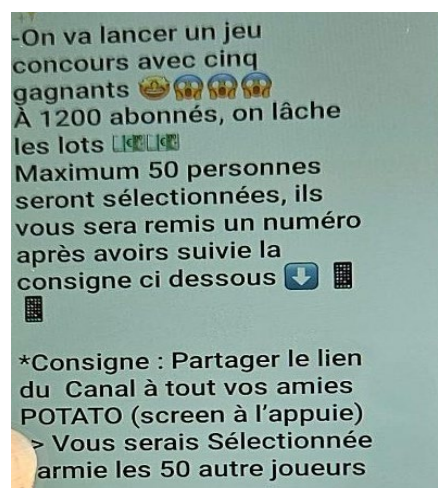 -On va lancer un jeu
concours avec cinq
gagnants 🤩😱😱😱
À 1200 abonnés, on lâche
les lots 💶💶
Maximum 50 personnes
seront sélectionnées, ils
vous sera remis un numéro
après avoirs suivie la
consigne ci dessous ⬇️ 📱
📱
*Consigne : Partager le lien
du Canal à tout vos amies
POTATO (screen à l'appuie)
> Vous serais Sélectionnée
armie les 50 autre joueurs